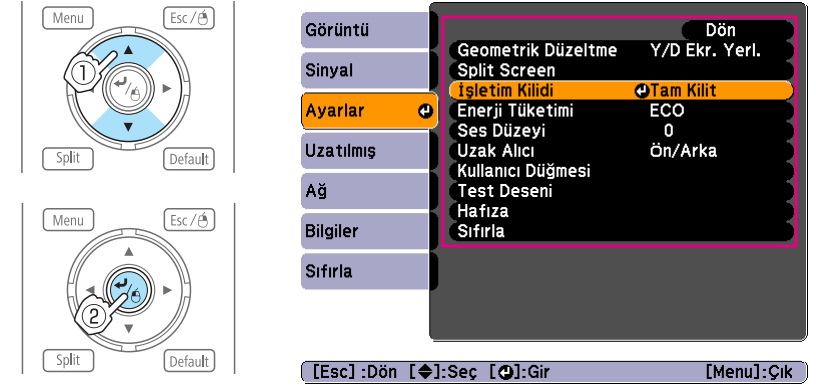 Menu Esc/
1
Split Default
Menu Esc/
2
Split Default
Görüntü
Sinyal
Ayarlar
Uzatılmış
Ağ
Bilgiler
Sıfırla
Dön
Geometrik Düzeltme Y/D Ekr. Yerl.
Split Screen
İşletim Kilidi Tam Kilit
Enerji Tüketimi ECO
Ses Düzeyi 0
Uzak Alıcı Ön/Arka
Kullanıcı Düğmesi
Test Deseni
Hafıza
Sıfırla
[Esc] :Dön [◆]:Seç [⏎]:Gir [Menu]:Çık